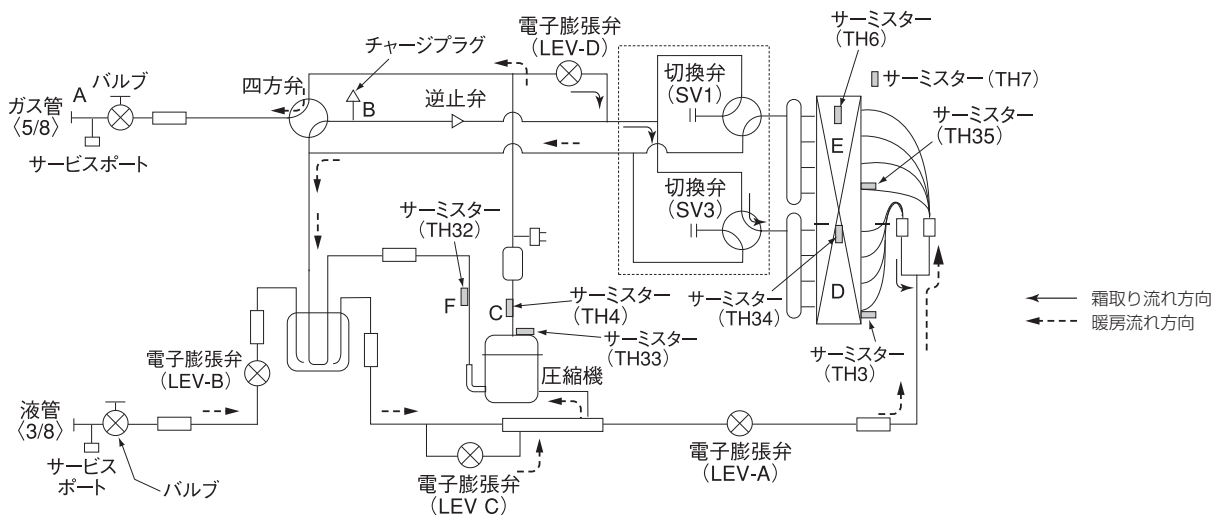 サーミスター
(TH6)
電子膨張弁
(LEV-D)
チャージプラグ
サーミスター(TH7)
切換弁
(SV1)
バルブ
四方弁
サーミスター
(TH35)
ガス管
〈5/8〉
A
B
逆止弁
E
サービスポート
切換弁
(SV3)
サーミスター
(TH32)
F
C
サーミスター
(TH4)
サーミスター
(TH34)
D
霜取り流れ方向
暖房流れ方向
サーミスター
(TH33)
サーミスター
(TH3)
電子膨張弁
(LEV-B)
圧縮機
液管
〈3/8〉
サービス
ポート
バルブ
電子膨張弁
(LEV C)
電子膨張弁
(LEV-A)